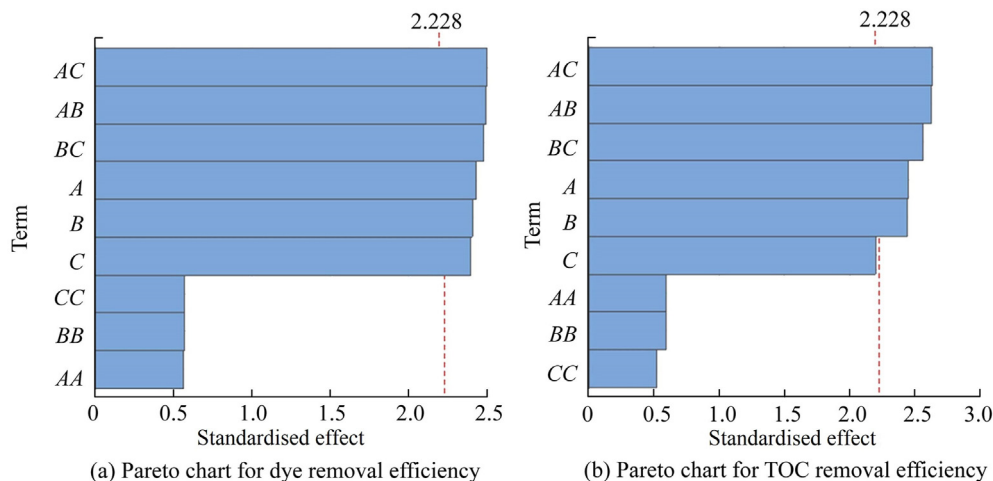 2.228
AC
AB
BC
A
B
C
CC
BB
AA
Term
0 0.5 1.0 1.5 2.0 2.5
Standardised effect
(a) Pareto chart for dye removal efficiency
2.228
AC
AB
BC
A
B
C
AA
BB
CC
Term
0 0.5 1.0 1.5 2.0 2.5 3.0
Standardised effect
(b) Pareto chart for TOC removal efficiency